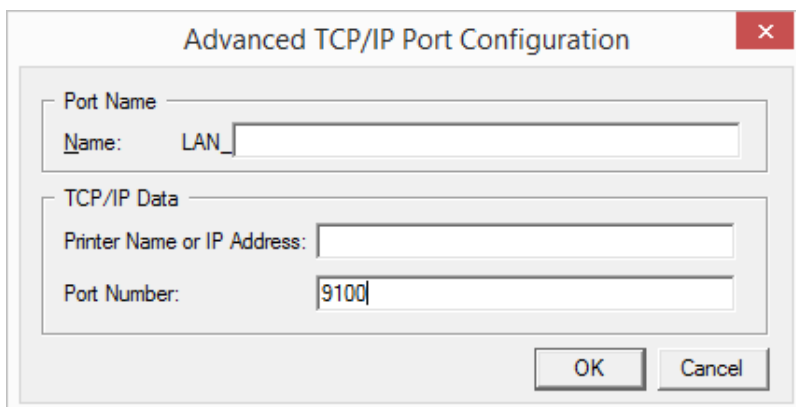 Advanced TCP/IP Port Configuration
Port Name
Name: LAN_
TCP/IP Data
Printer Name or IP Address:
Port Number: 9100
OK Cancel